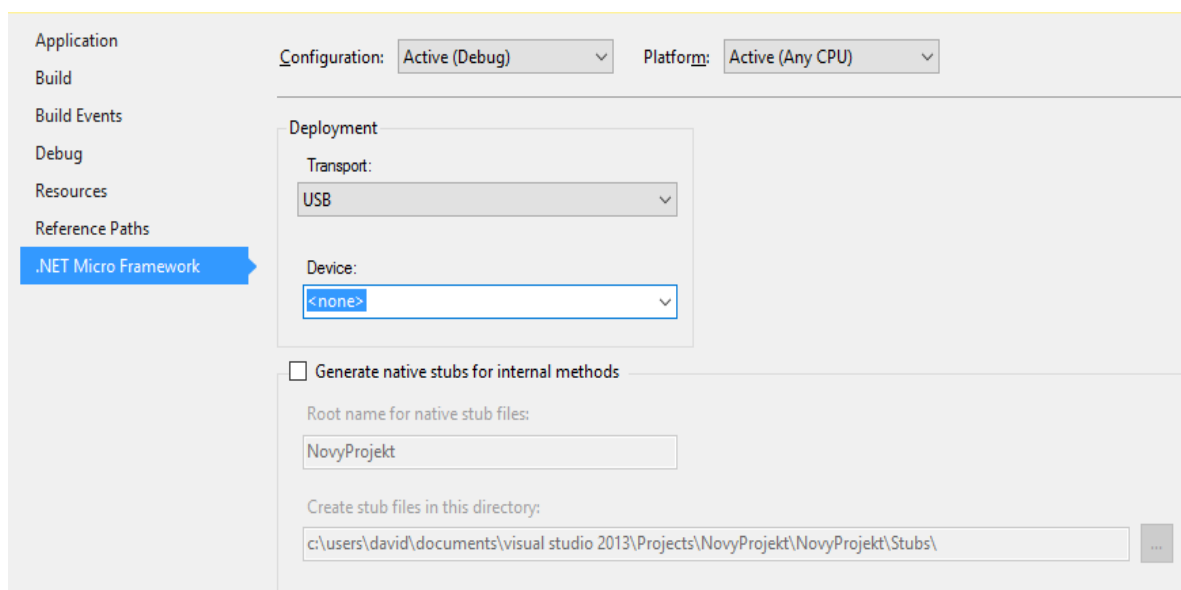 Application
Build
Build Events
Debug
Resources
Reference Paths
.NET Micro Framework
Configuration: Active (Debug) Platform: Active (Any CPU)
Deployment
Transport:
USB
Device:
<none>
Generate native stubs for internal methods
Root name for native stub files:
NovyProjekt
Create stub files in this directory:
c:\users\david\documents\visual studio 2013\Projects\NovyProjekt\NovyProjekt\Stubs\ ...